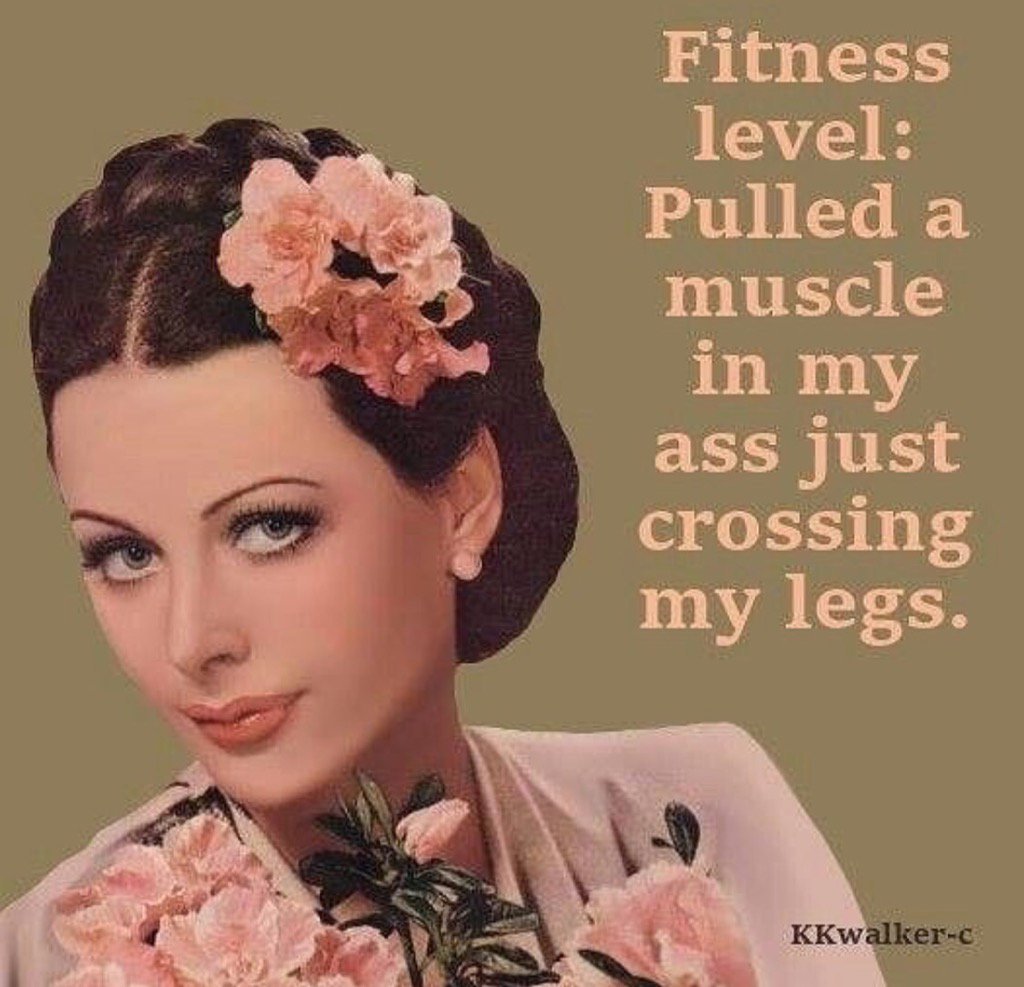 Fitness
level:
Pulled a
muscle
in my
ass just
crossing
my legs.
KKwalker-c